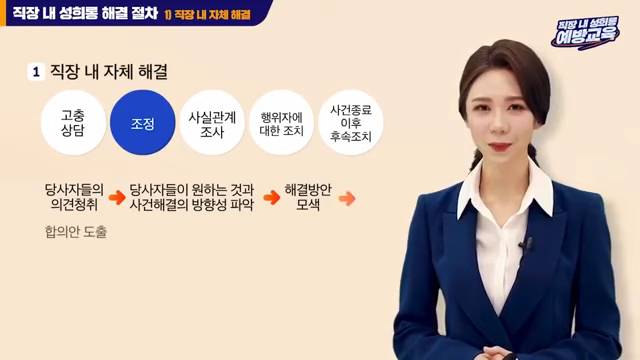 직장 내 성희롱 해결 절차 1) 직장 내 자체 해결
직장 내 성희롱
예방교육
1 직장 내 자체 해결
고충
상담
조정
사실관계
조사
행위자에
대한 조치
사건종료
이후
후속조치
당사자들의
의견청취
당사자들이 원하는 것과
사건해결의 방향성 파악
해결방안
모색
합의안 도출